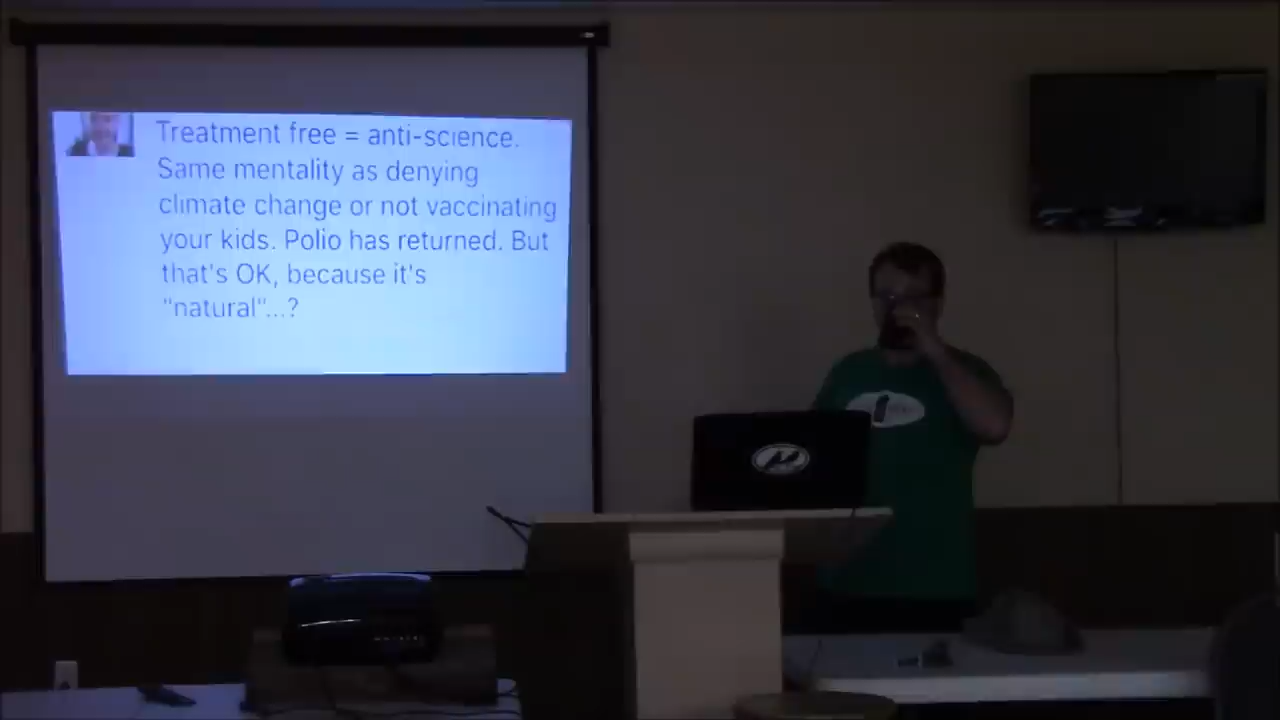 Treatment free = anti-science.
Same mentality as denying
climate change or not vaccinating
your kids. Polio has returned. But
that's OK, because it's
"natural"...?